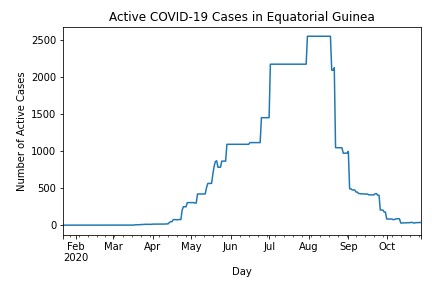 Active COVID-19 Cases in Equatorial Guinea
Number of Active Cases
2500
2000
1500
1000
500
0
Feb Mar Apr May Jun Jul Aug Sep Oct
2020
Day